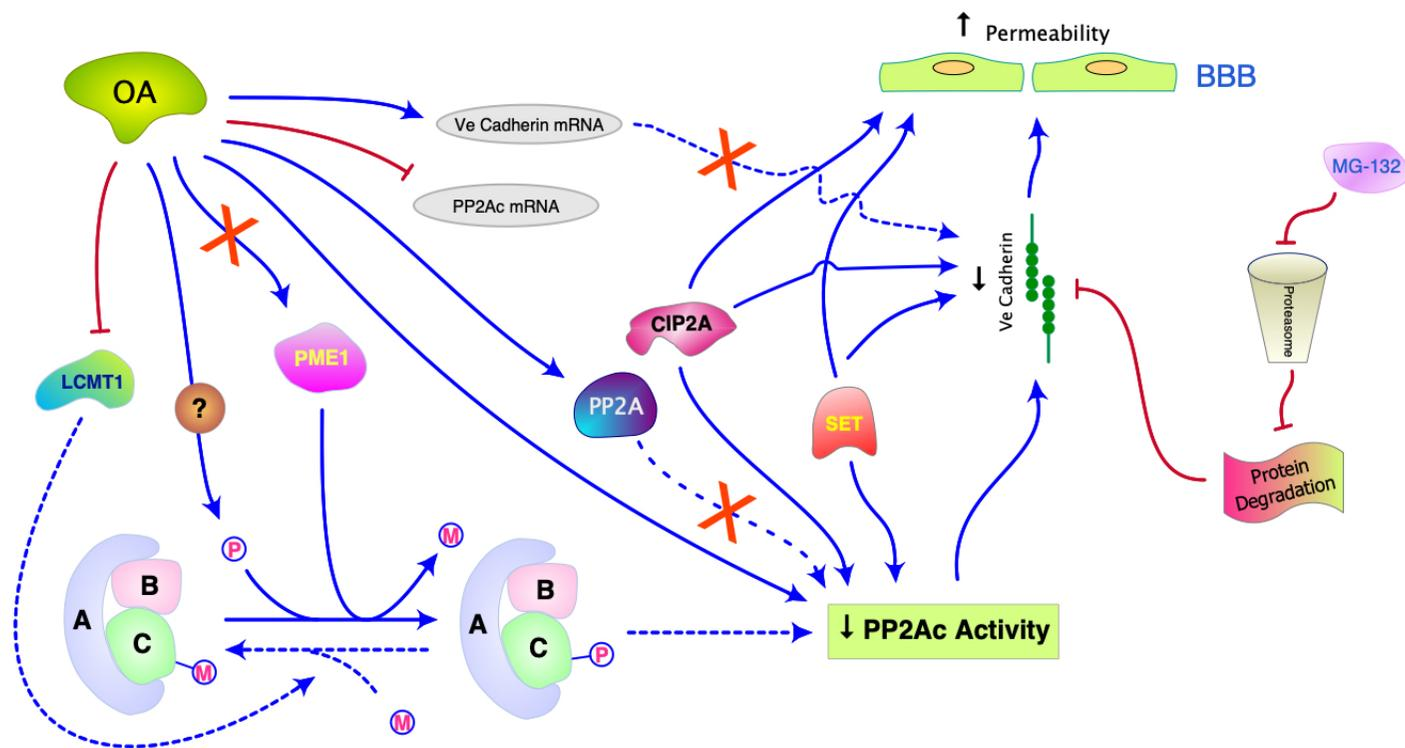 ↑ Permeability
BBB
OA
Ve Cadherin mRNA
PP2Ac mRNA
MG-132
Proteasome
↓ Ve Cadherin
CIP2A
LCMT1
?
PME1
PP2A
SET
Protein
Degradation
P
M
A
B
C
M
A
B
C
P
M
↓ PP2Ac Activity